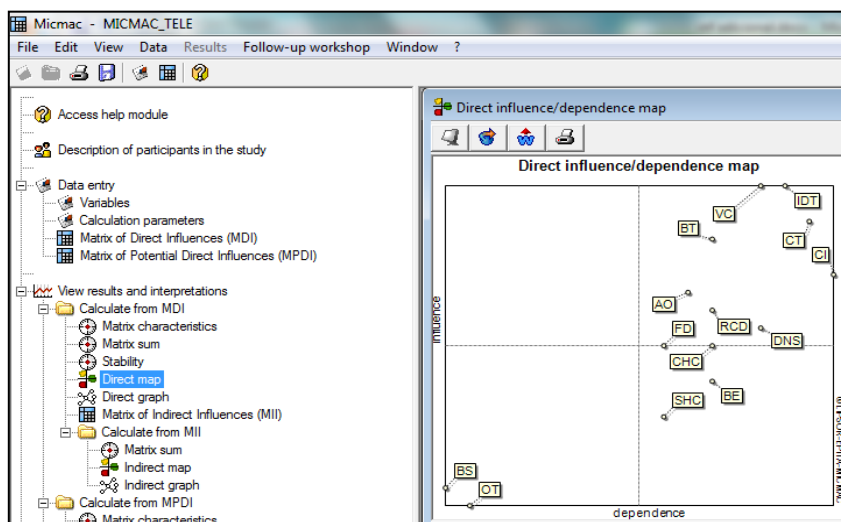 Micmac - MICMAC_TELE
File Edit View Data Results Follow-up workshop Window ?
Access help module
Description of participants in the study
Data entry
Variables
Calculation parameters
Matrix of Direct Influences (MDI)
Matrix of Potential Direct Influences (MPDI)
View results and interpretations
Calculate from MDI
Matrix characteristics
Matrix sum
Stability
Direct map
Direct graph
Matrix of Indirect Influences (MII)
Calculate from MII
Matrix sum
Indirect map
Indirect graph
Calculate from MPDI
Matrix characteristics
Direct influence/dependence map
Direct influence/dependence map
IDT
VC
BT
CT
CI
AO
FD
RCD
DNS
CHC
SHC
BE
BS
OT
influence
dependence